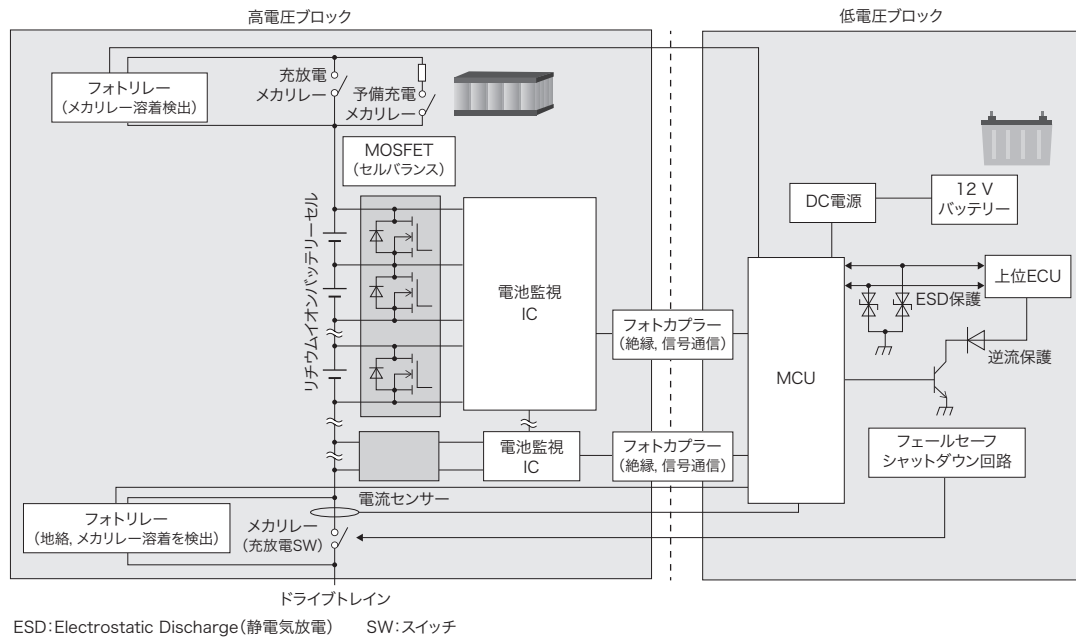 高電圧ブロック
低電圧ブロック
フォトリレー
(メカリレー溶着検出)
充放電
メカリレー
予備充電
メカリレー
MOSFET
(セルバランス)
リチウムイオンバッテリーセル
電池監視
IC
フォトカプラー
(絶縁, 信号通信)
電池監視
IC
フォトカプラー
(絶縁, 信号通信)
電流センサー
フォトリレー
(地絡, メカリレー溶着を検出)
メカリレー
(充放電SW)
ドライブトレイン
DC電源
12 V
バッテリー
MCU
上位ECU
ESD保護
逆流保護
フェールセーフ
シャットダウン回路
ESD:Electrostatic Discharge(静電気放電) SW:スイッチ